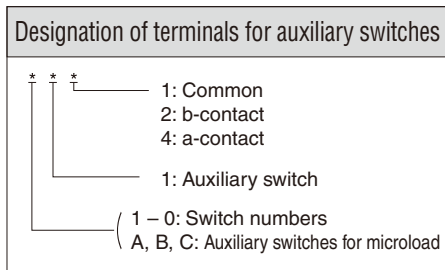 Designation of terminals for auxiliary switches
* * *
1: Common
2: b-contact
4: a-contact
1: Auxiliary switch
1 – 0: Switch numbers
A, B, C: Auxiliary switches for microload